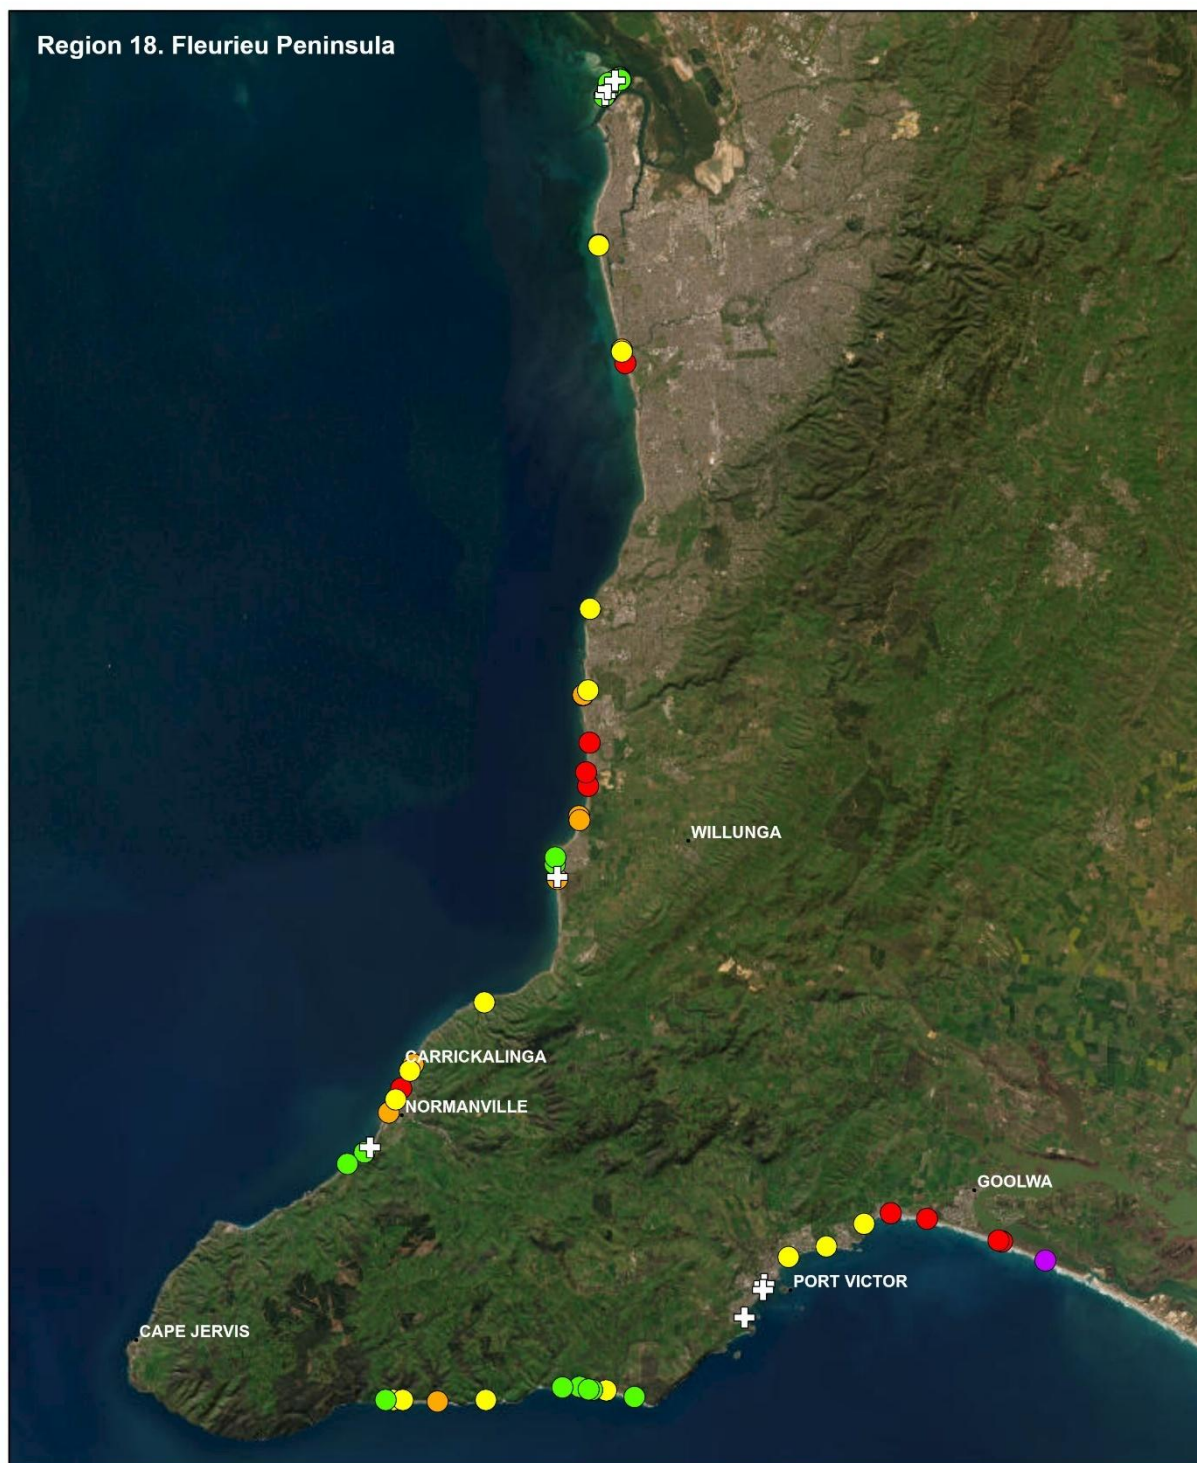 Region 18. Fleurieu Peninsula
WILLUNGA
CARRICKALINGA
NORMANVILLE
GOOLWA
PORT VICTOR
CAPE JERVIS